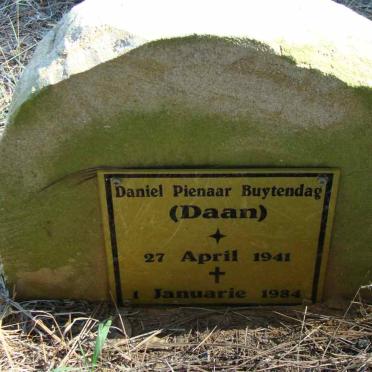 Daniel Pienaar Buytendag
(Daan)
27 April 1941
1 Januarie 1984